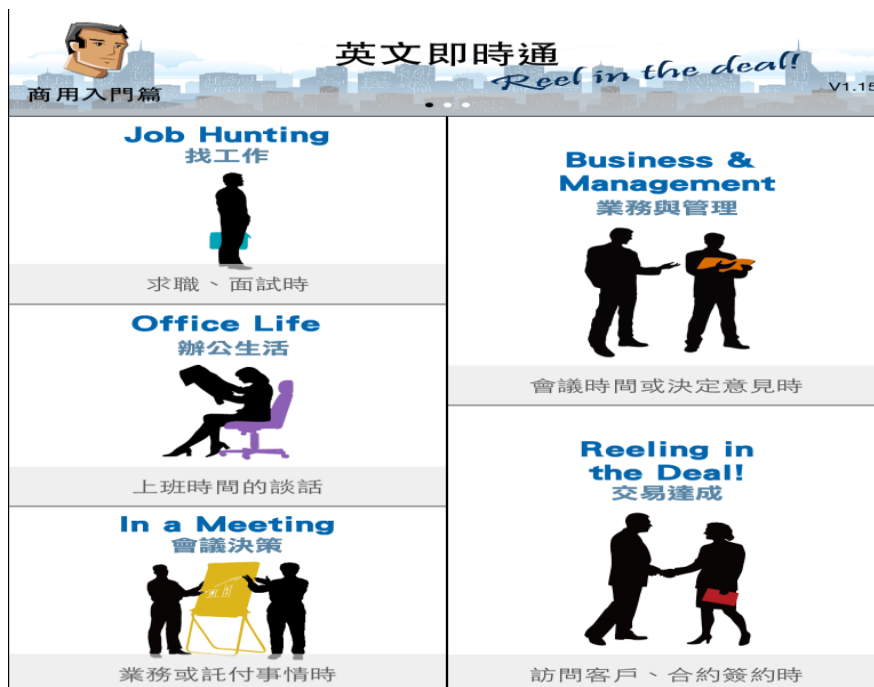 英文即時通
Reel in the deal!
商用入門篇
V1.15
Job Hunting
找工作
求職、面試時
Office Life
辦公生活
上班時間的談話
In a Meeting
會議決策
業務或託付事情時
Business &
Management
業務與管理
會議時間或決定意見時
Reeling in
the Deal!
交易達成
訪問客戶、合約簽約時